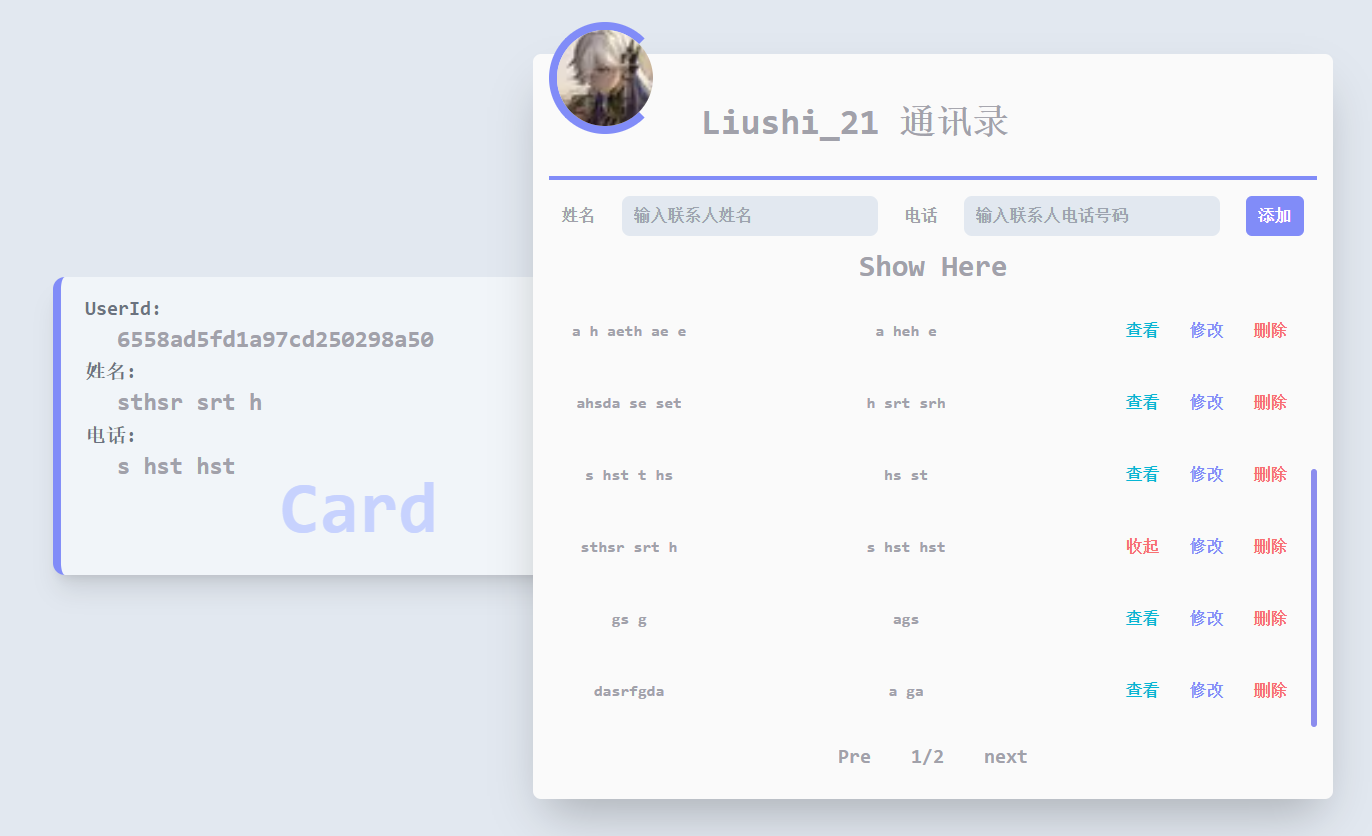 UserId:
6558ad5fd1a97cd250298a50
姓名:
sthsr srt h
电话:
s hst hst
Card
Liushi_21 通讯录
姓名 输入联系人姓名 电话 输入联系人电话号码 添加
Show Here
a h aeth ae e a heh e 查看 修改 删除
ahsda se set h srt srh 查看 修改 删除
s hst t hs hs st 查看 修改 删除
sthsr srt h s hst hst 收起 修改 删除
gs g ags 查看 修改 删除
dasrfgda a ga 查看 修改 删除
Pre 1/2 next